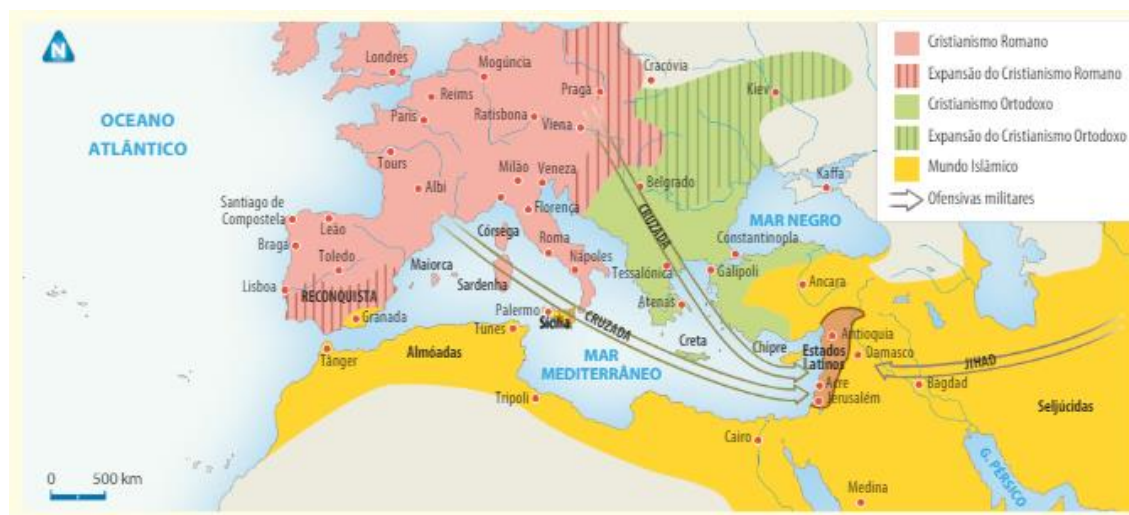 N
Cristianismo Romano
Expansão do Cristianismo Romano
Cristianismo Ortodoxo
Expansão do Cristianismo Ortodoxo
Mundo Islâmico
Ofensivas militares
OCEANO
ATLÂNTICO
Londres
Mogúncia
Cracóvia
Praga
Kiev
Reims
Paris
Ratisbona
Viena
Tours
Milão
Veneza
Belgrado
Kaffa
Albi
Florença
MAR NEGRO
Santiago de
Compostela
Leão
Braga
Toledo
Córsega
Roma
Nápoles
CRUZADA
Constantinopla
Tessalónica
Galipoli
Ancara
Lisboa
RECONQUISTA
Maiorca
Sardenha
Granada
Palermo
Sicília
CRUZADA
Atenas
Creta
Chipre
Antioquia
Estados
Latinos
Damasco
JIHAD
Tânger
Almóadas
Tunes
MAR
MEDITERRÂNEO
Acre
Jerusalém
Bagdad
Seljúcidas
Tripoli
Cairo
G. PÉRSICO
Medina
0 500 km